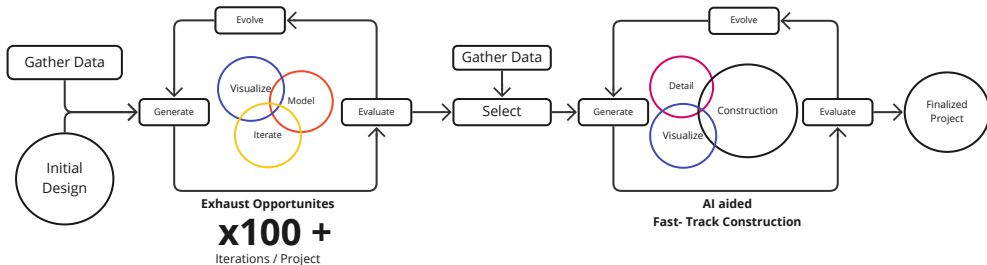 Gather Data
Initial
Design
Generate
Evolve
Visualize
Model
Iterate
Evaluate
Exhaust Opportunites
x100 +
Iterations / Project
Gather Data
Select
Generate
Evolve
Detail
Construction
Visualize
Evaluate
AI aided
Fast- Track Construction
Finalized
Project